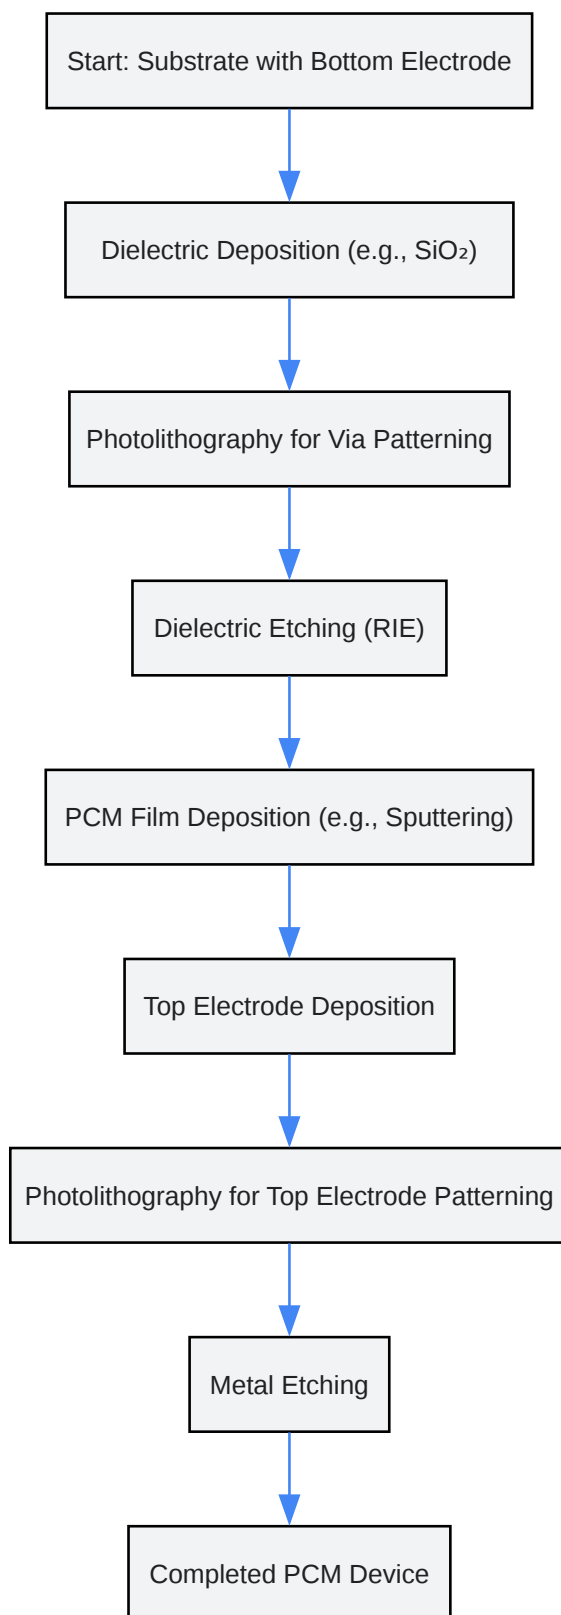 Start: Substrate with Bottom Electrode
Dielectric Deposition (e.g., SiO₂)
Photolithography for Via Patterning
Dielectric Etching (RIE)
PCM Film Deposition (e.g., Sputtering)
Top Electrode Deposition
Photolithography for Top Electrode Patterning
Metal Etching
Completed PCM Device